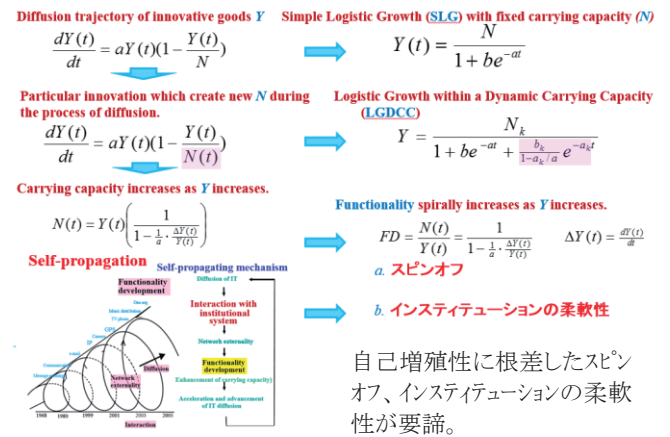 Diffusion trajectory of innovative goods Y
Simple Logistic Growth (SLG) with fixed carrying capacity (N)
dY(t)/dt = aY(t)(1 − Y(t)/N)
Y(t) = N/(1 + be^{-at})
Particular innovation which create new N during
the process of diffusion.
Logistic Growth within a Dynamic Carrying Capacity
(LGDCC)
dY(t)/dt = aY(t)(1 − Y(t)/N(t))
Y = N_k/(1 + be^{-at} + b_k/(1-a_k/a) e^{-a_k t})
Carrying capacity increases as Y increases.
Functionality spirally increases as Y increases.
N(t) = Y(t)(1/(1 − 1/a · ΔY(t)/Y(t)))
FD = N(t)/Y(t) = 1/(1 − 1/a · ΔY(t)/Y(t))
ΔY(t) = dY(t)/dt
Self-propagation
a. スピンオフ
b. インスティテューションの柔軟性
Functionality
development
One-seg
TV phone
GPS
IP
Diffusion
Network
externality
Interaction
Self-propagating mechanism
Diffusion of IT
Interaction with
institutional
system
Network externality
Functionality
development
Enhancement of carrying capacity)
Acceleration and advancement
of IT diffusion
自己増殖性に根差したスピン
オフ、インスティテューションの柔軟
性が要諦。